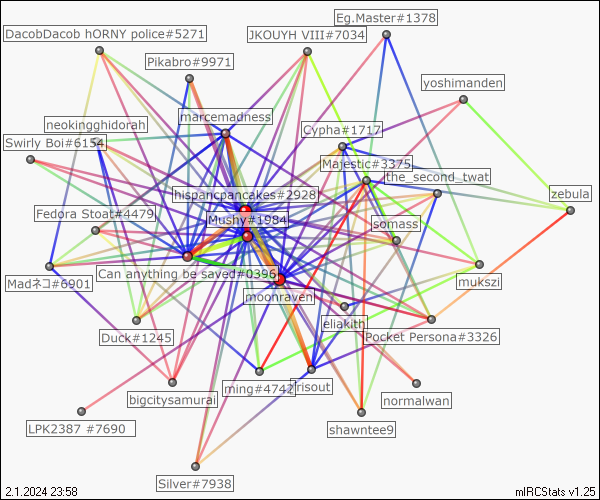 Eg.Master#1378
DacobDacob hORNY police#5271
JKOUYH VIII#7034
Pikabro#9971
yoshimanden
marcemadness
neokingghidorah
Cypha#1717
Swirly Boi#6154
Majestic#3375
the_second_twat
hispancpancakes#2928
zebula
Fedora Stoat#4479
Mushy#1984
somass
Can anything be saved#0396
Madネコ#6901
mukszi
moonraven
eliakith
Duck#1245
Pocket Persona#3326
ming#4742
risout
bigcitysamurai
normalwan
LPK2387 #7690
shawntee9
Silver#7938
2.1.2024 23:58
mIRCStats v1.25